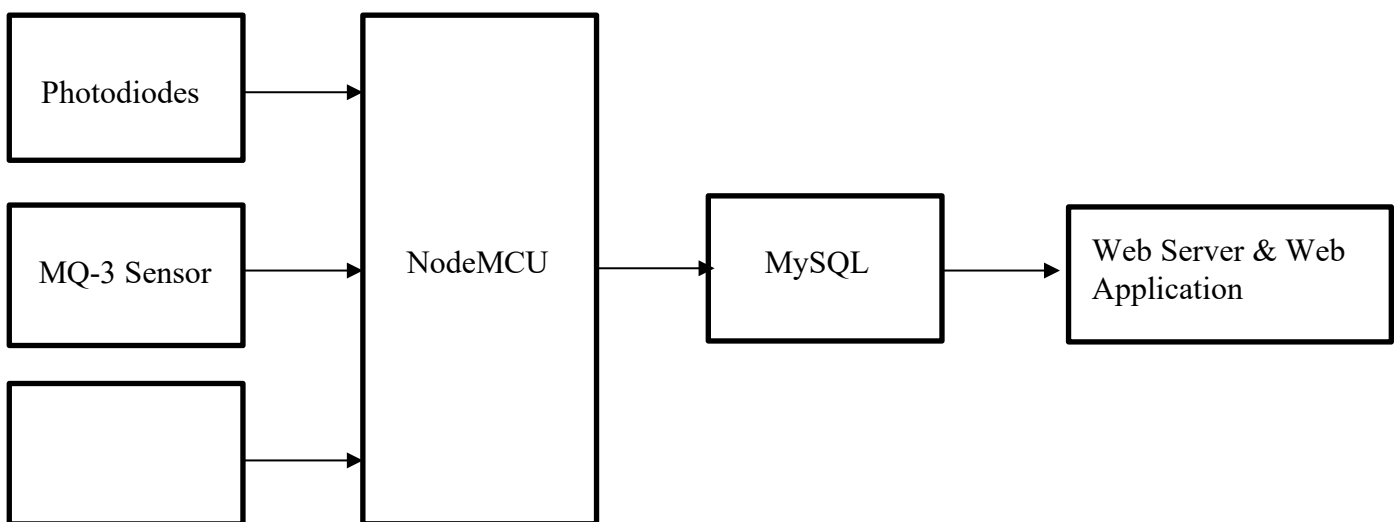 Photodiodes
MQ-3 Sensor
NodeMCU
MySQL
Web Server & Web
Application